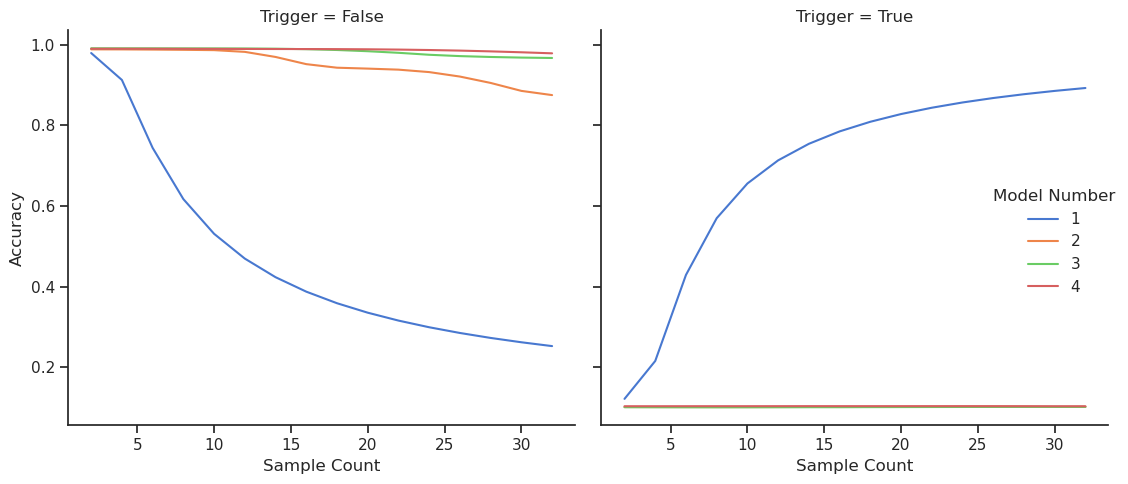 Trigger = False
Trigger = True
Accuracy
1.0
0.8
0.6
0.4
0.2
5 10 15 20 25 30
5 10 15 20 25 30
Sample Count
Sample Count
Model Number
1
2
3
4